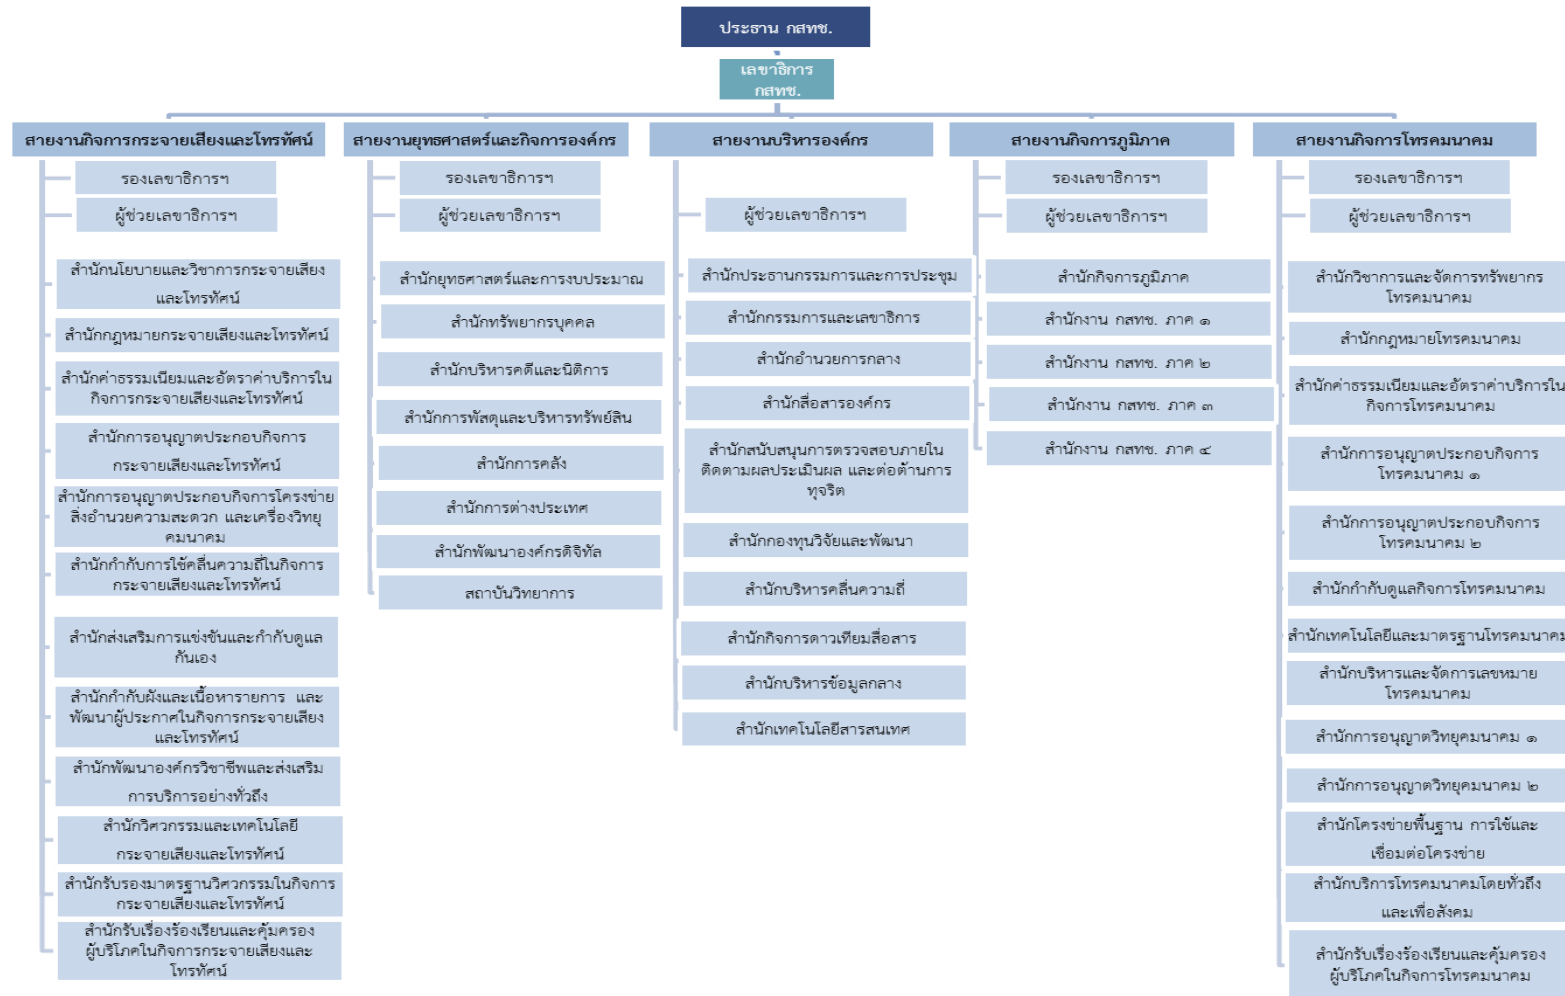 ประธาน กสทช.
เลขาธิการ
กสทช.
สายงานกิจการกระจายเสียงและโทรทัศน์
รองเลขาธิการฯ
ผู้ช่วยเลขาธิการฯ
สำนักนโยบายและวิชาการกระจายเสียง
และโทรทัศน์
สำนักกฎหมายกระจายเสียงและโทรทัศน์
สำนักค่าธรรมเนียมและอัตราค่าบริการใน
กิจการกระจายเสียงและโทรทัศน์
สำนักการอนุญาตประกอบกิจการ
กระจายเสียงและโทรทัศน์
สำนักการอนุญาตประกอบกิจการโครงข่าย
สิ่งอำนวยความสะดวก และเครื่องวิทยุ
คมนาคม
สำนักกำกับการใช้คลื่นความถี่ในกิจการ
กระจายเสียงและโทรทัศน์
สำนักส่งเสริมการแข่งขันและกำกับดูแล
กันเอง
สำนักกำกับผังและเนื้อหารายการ และ
พัฒนาผู้ประกาศในกิจการกระจายเสียง
และโทรทัศน์
สำนักพัฒนาองค์กรวิชาชีพและส่งเสริม
การบริการอย่างทั่วถึง
สำนักวิศวกรรมและเทคโนโลยี
กระจายเสียงและโทรทัศน์
สำนักรับรองมาตรฐานวิศวกรรมในกิจการ
กระจายเสียงและโทรทัศน์
สำนักรับเรื่องร้องเรียนและคุ้มครอง
ผู้บริโภคในกิจการกระจายเสียงและ
โทรทัศน์
สายงานยุทธศาสตร์และกิจการองค์กร
รองเลขาธิการฯ
ผู้ช่วยเลขาธิการฯ
สำนักยุทธศาสตร์และการงบประมาณ
สำนักทรัพยากรบุคคล
สำนักบริหารคดีและนิติการ
สำนักการพัสดุและบริหารทรัพย์สิน
สำนักการคลัง
สำนักการต่างประเทศ
สำนักพัฒนาองค์กรดิจิทัล
สถาบันวิทยาการ
สายงานบริหารองค์กร
ผู้ช่วยเลขาธิการฯ
สำนักประธานกรรมการและการประชุม
สำนักกรรมการและเลขาธิการ
สำนักอำนวยการกลาง
สำนักสื่อสารองค์กร
สำนักสนับสนุนการตรวจสอบภายใน
ติดตามผลประเมินผล และต่อต้านการ
ทุจริต
สำนักกองทุนวิจัยและพัฒนา
สำนักบริหารคลื่นความถี่
สำนักกิจการดาวเทียมสื่อสาร
สำนักบริหารข้อมูลกลาง
สำนักเทคโนโลยีสารสนเทศ
สายงานกิจการภูมิภาค
รองเลขาธิการฯ
ผู้ช่วยเลขาธิการฯ
สำนักกิจการภูมิภาค
สำนักงาน กสทช. ภาค ๑
สำนักงาน กสทช. ภาค ๒
สำนักงาน กสทช. ภาค ๓
สำนักงาน กสทช. ภาค ๔
สายงานกิจการโทรคมนาคม
รองเลขาธิการฯ
ผู้ช่วยเลขาธิการฯ
สำนักวิชาการและจัดการทรัพยากร
โทรคมนาคม
สำนักกฎหมายโทรคมนาคม
สำนักค่าธรรมเนียมและอัตราค่าบริการใน
กิจการโทรคมนาคม
สำนักการอนุญาตประกอบกิจการ
โทรคมนาคม ๑
สำนักการอนุญาตประกอบกิจการ
โทรคมนาคม ๒
สำนักกำกับดูแลกิจการโทรคมนาคม
สำนักเทคโนโลยีและมาตรฐานโทรคมนาคม
สำนักบริหารและจัดการเลขหมาย
โทรคมนาคม
สำนักการอนุญาตวิทยุคมนาคม ๑
สำนักการอนุญาตวิทยุคมนาคม ๒
สำนักโครงข่ายพื้นฐาน การใช้และ
เชื่อมต่อโครงข่าย
สำนักบริการโทรคมนาคมโดยทั่วถึง
และเพื่อสังคม
สำนักรับเรื่องร้องเรียนและคุ้มครอง
ผู้บริโภคในกิจการโทรคมนาคม